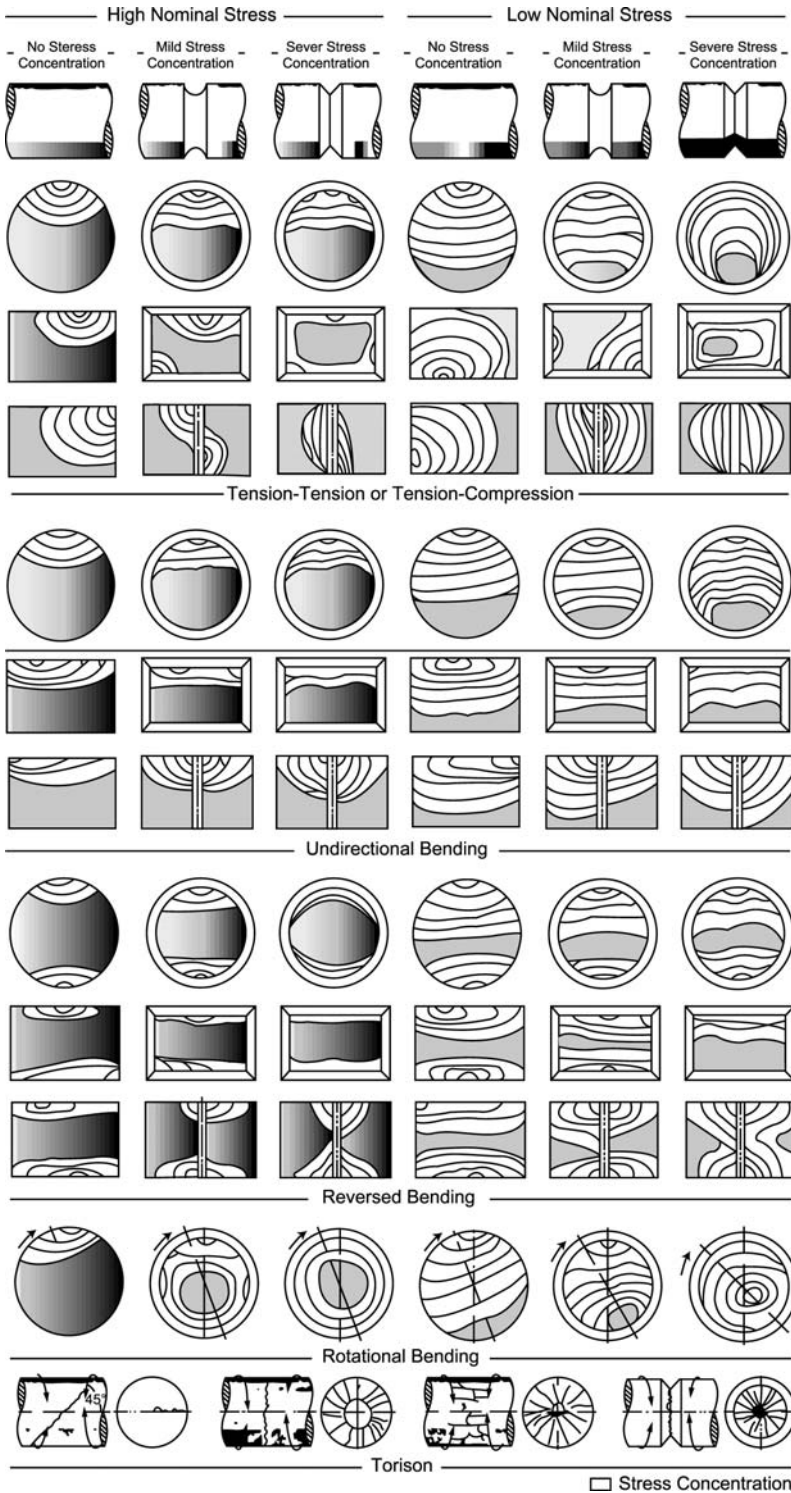 High Nominal Stress
Low Nominal Stress
No Steress Concentration
Mild Stress Concentration
Sever Stress Concentration
No Stress Concentration
Mild Stress Concentration
Severe Stress Concentration
Tension-Tension or Tension-Compression
Undirectional Bending
Reversed Bending
Rotational Bending
45°
Torison
Stress Concentration